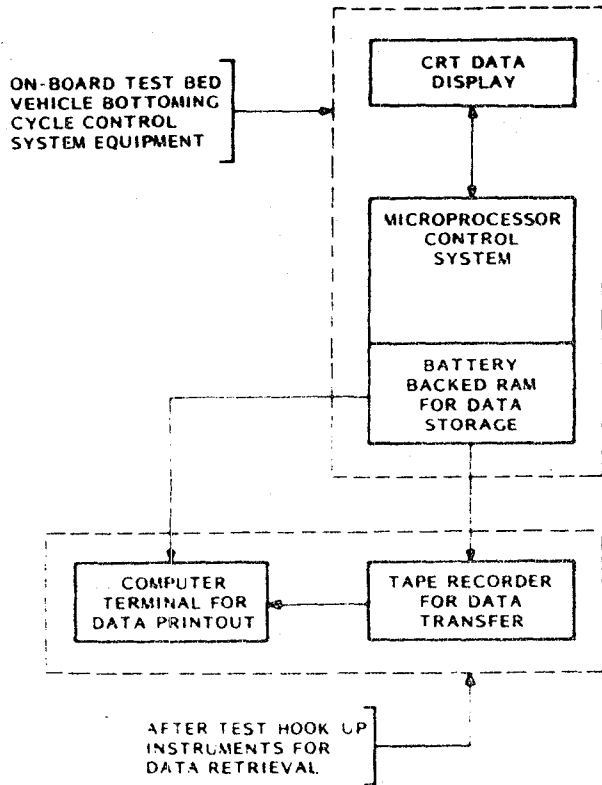 CRT DATA
DISPLAY
ON-BOARD TEST BED
VEHICLE BOTTOMING
CYCLE CONTROL
SYSTEM EQUIPMENT
MICROPROCESSOR
CONTROL
SYSTEM
BATTERY
BACKED RAM
FOR DATA
STORAGE
COMPUTER
TERMINAL FOR
DATA PRINTOUT
TAPE RECORDER
FOR DATA
TRANSFER
AFTER TEST HOOK UP
INSTRUMENTS FOR
DATA RETRIEVAL